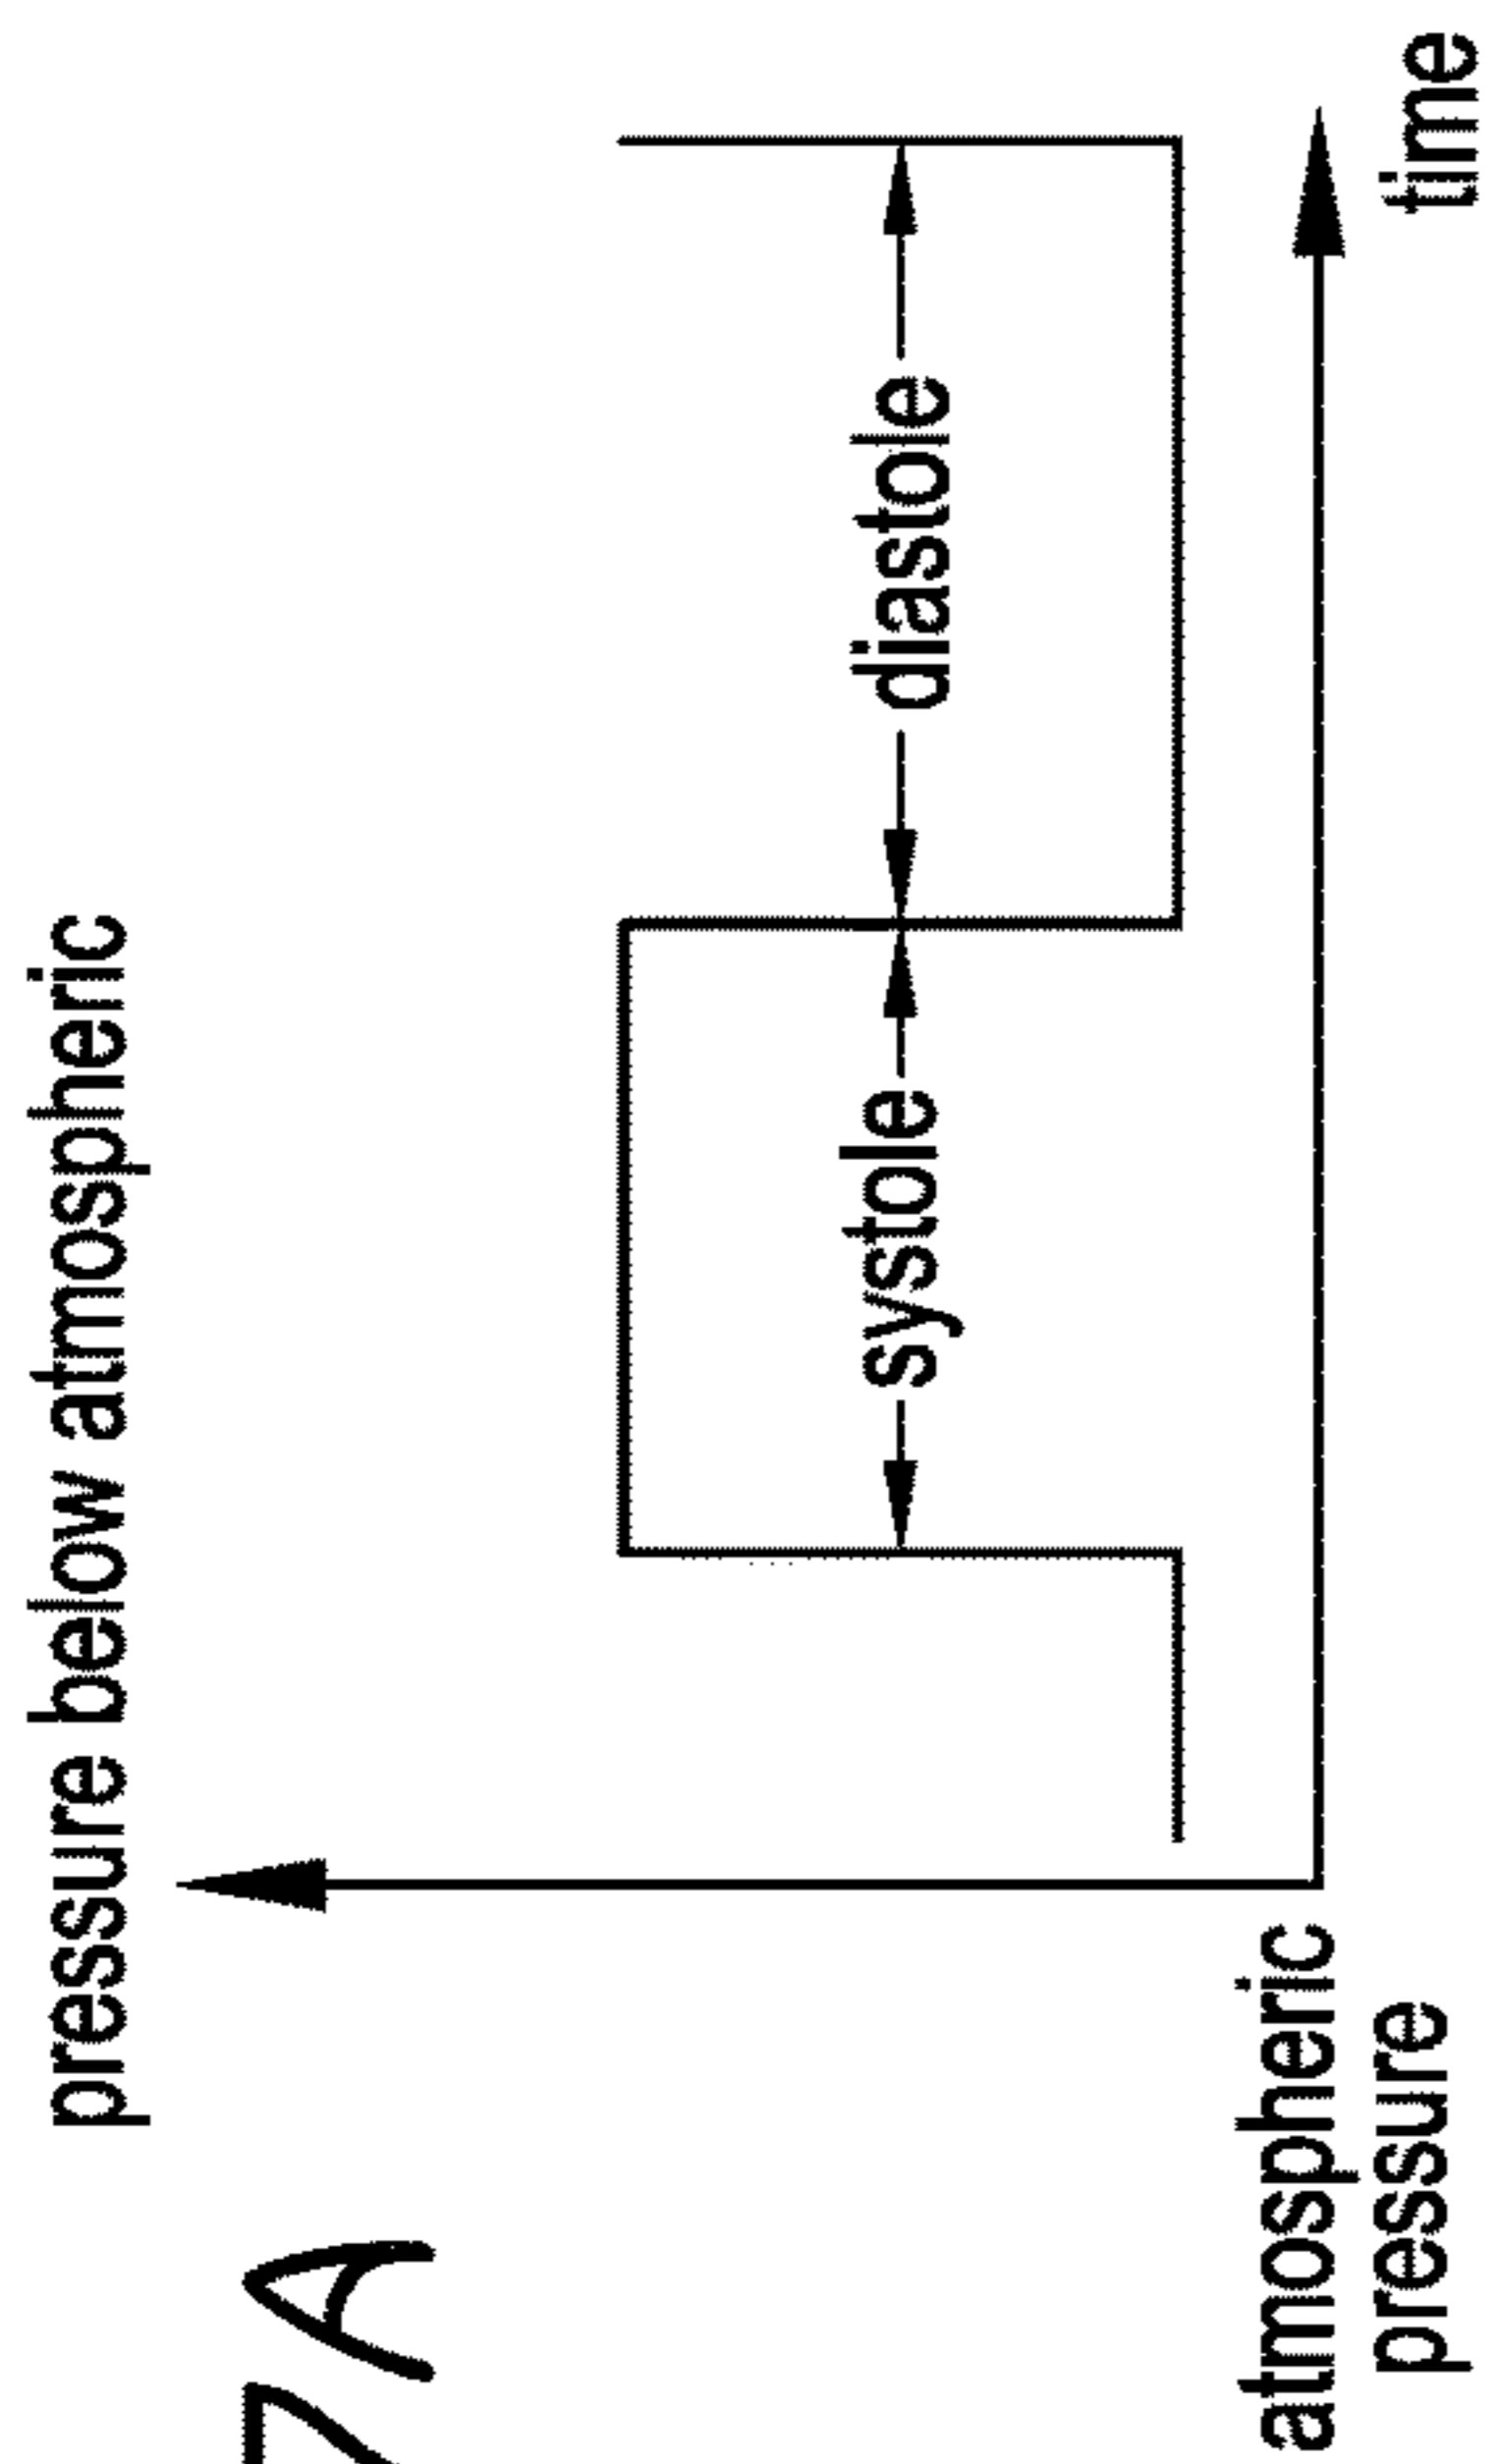 7A
pressure below atmospheric
systole
diastole
atmospheric
pressure
time